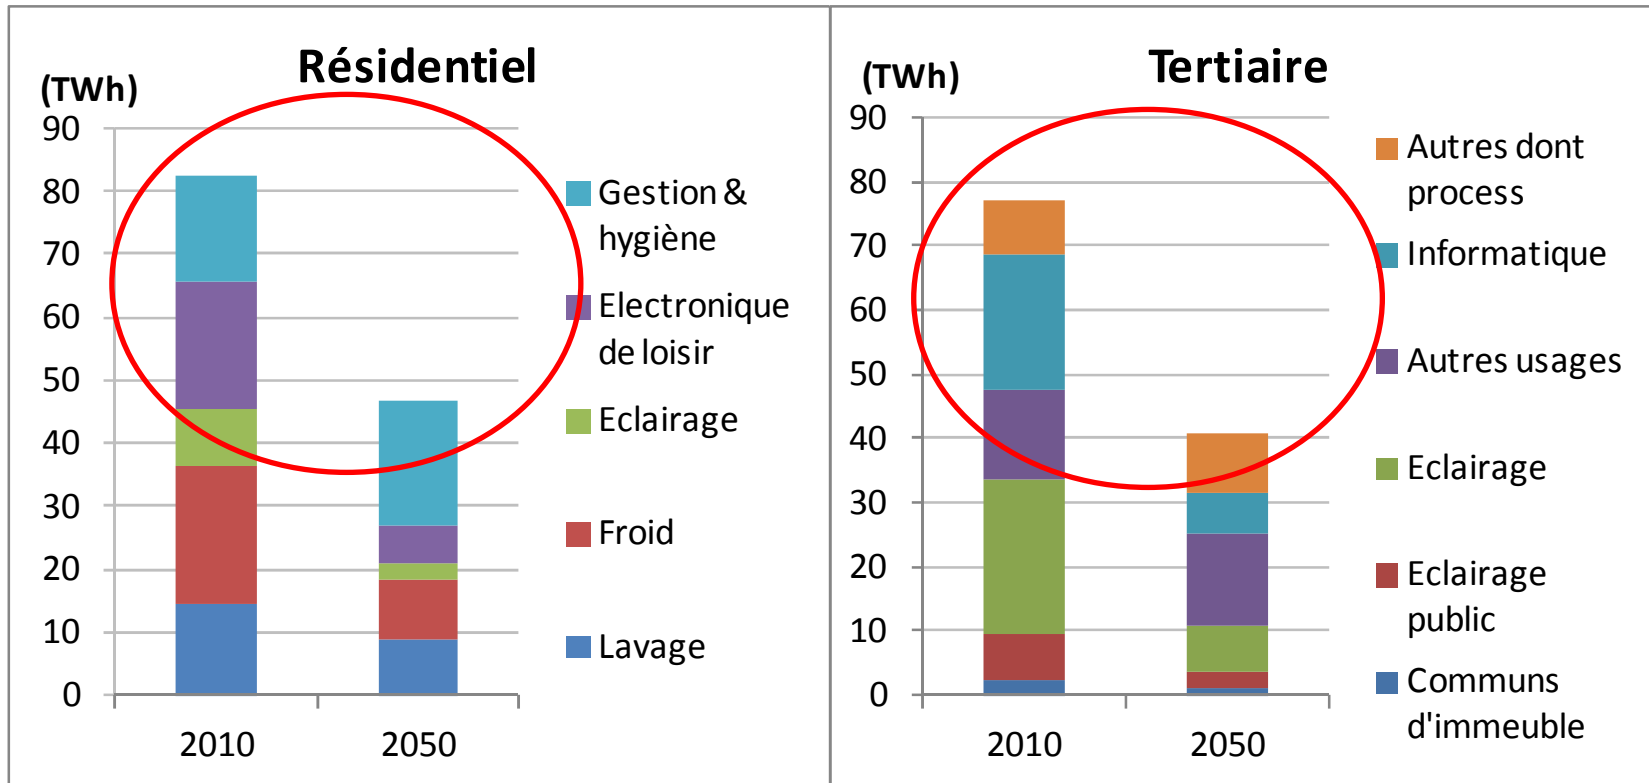 Résidentiel
(TWh)
90
80
70
60
50
40
30
20
10
0
2010 2050
Gestion &
hygiène
Electronique
de loisir
Eclairage
Froid
Lavage
Tertiaire
(TWh)
90
80
70
60
50
40
30
20
10
0
2010 2050
Autres dont
process
Informatique
Autres usages
Eclairage
Eclairage
public
Communs
d'immeuble